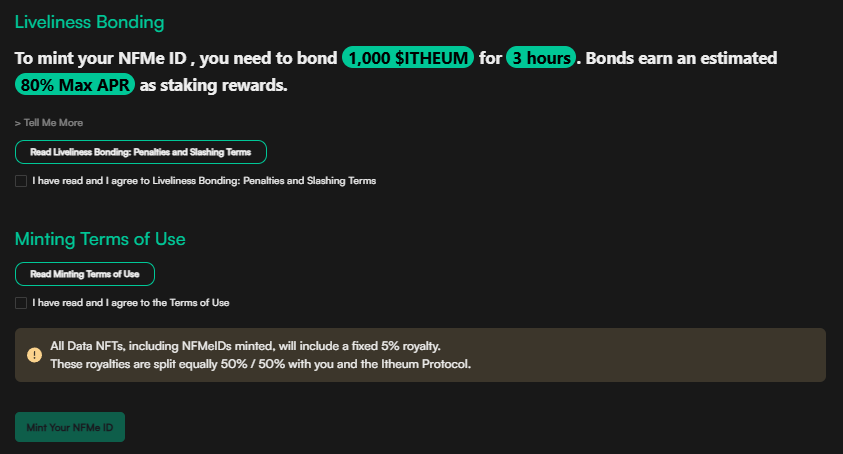 Liveliness Bonding
To mint your NFMe ID , you need to bond 1,000 $ITHEUM for 3 hours. Bonds earn an estimated
80% Max APR as staking rewards.
> Tell Me More
Read Liveliness Bonding: Penalties and Slashing Terms
I have read and I agree to Liveliness Bonding: Penalties and Slashing Terms
Minting Terms of Use
Read Minting Terms of Use
I have read and I agree to the Terms of Use
All Data NFTs, including NFMeIDs minted, will include a fixed 5% royalty.
These royalties are split equally 50% / 50% with you and the Itheum Protocol.
Mint Your NFMe ID